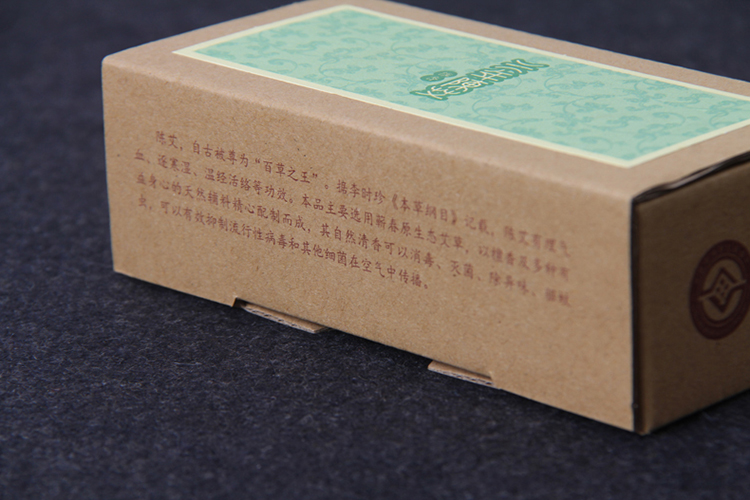 陈艾，自古被尊为“百草之王”。据李时珍《本草纲目》记载，陈艾有理气
血、逐寒湿、温经活络等功效。本品主要选用蕲春原生态艾草，以檀香及多种有
益身心的天然辅料精心配制而成，其自然清香可以消毒、灭菌、除异味、驱蚊
虫，可以有效抑制流行性病毒和其他细菌在空气中传播。